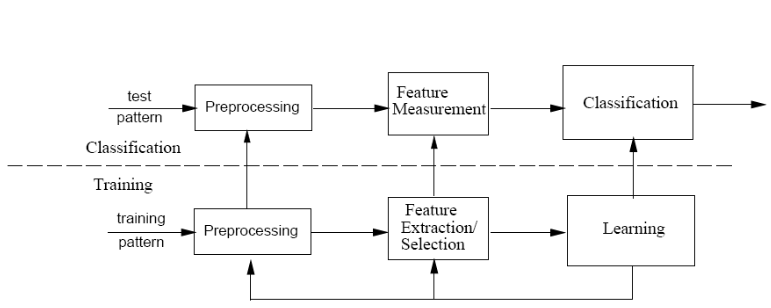 test
pattern
Preprocessing
Feature
Measurement
Classification
Classification
Training
training
pattern
Preprocessing
Feature
Extraction/
Selection
Learning